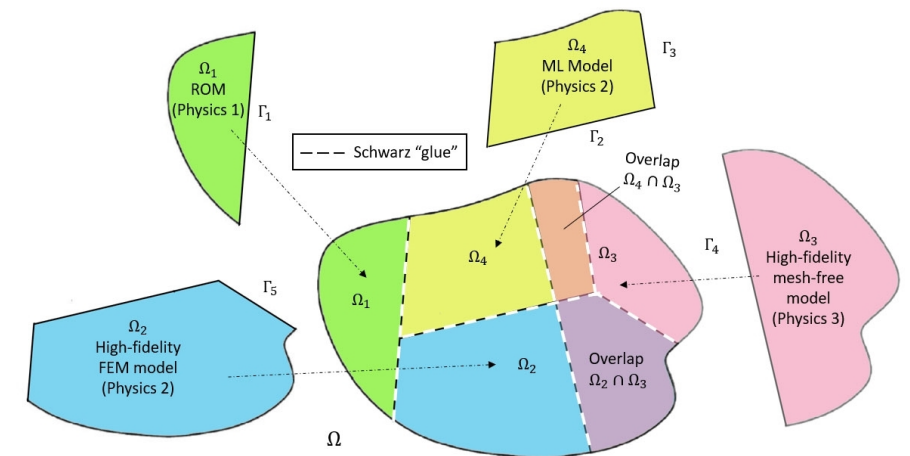 Ω₁
ROM
(Physics 1)
Γ₁
Ω₄
ML Model
(Physics 2)
Γ₃
Γ₂
Schwarz “glue”
Overlap
Ω₄ ∩ Ω₃
Ω₃
High-fidelity
mesh-free
model
(Physics 3)
Γ₄
Γ₅
Ω₂
High-fidelity
FEM model
(Physics 2)
Ω₁
Ω₄
Ω₃
Ω₂
Overlap
Ω₂ ∩ Ω₃
Ω